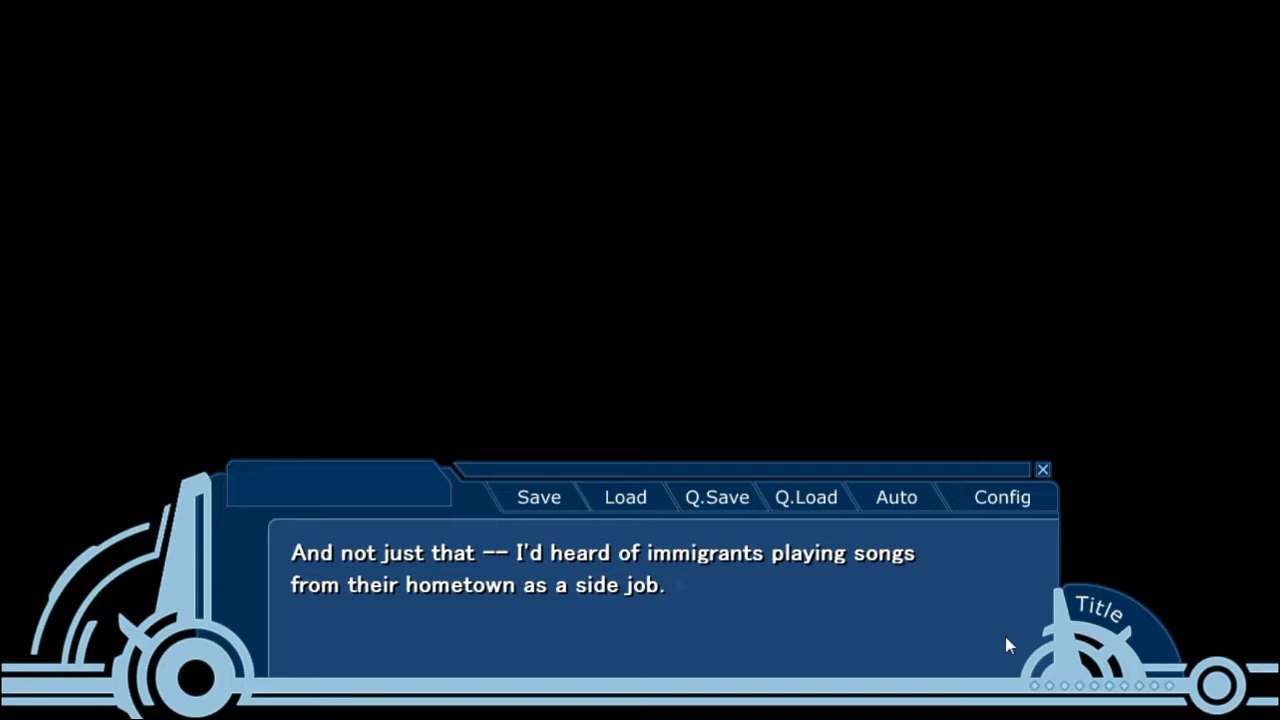 Save Load Q.Save Q.Load Auto Config
And not just that -- I'd heard of immigrants playing songs
from their hometown as a side job.
Title